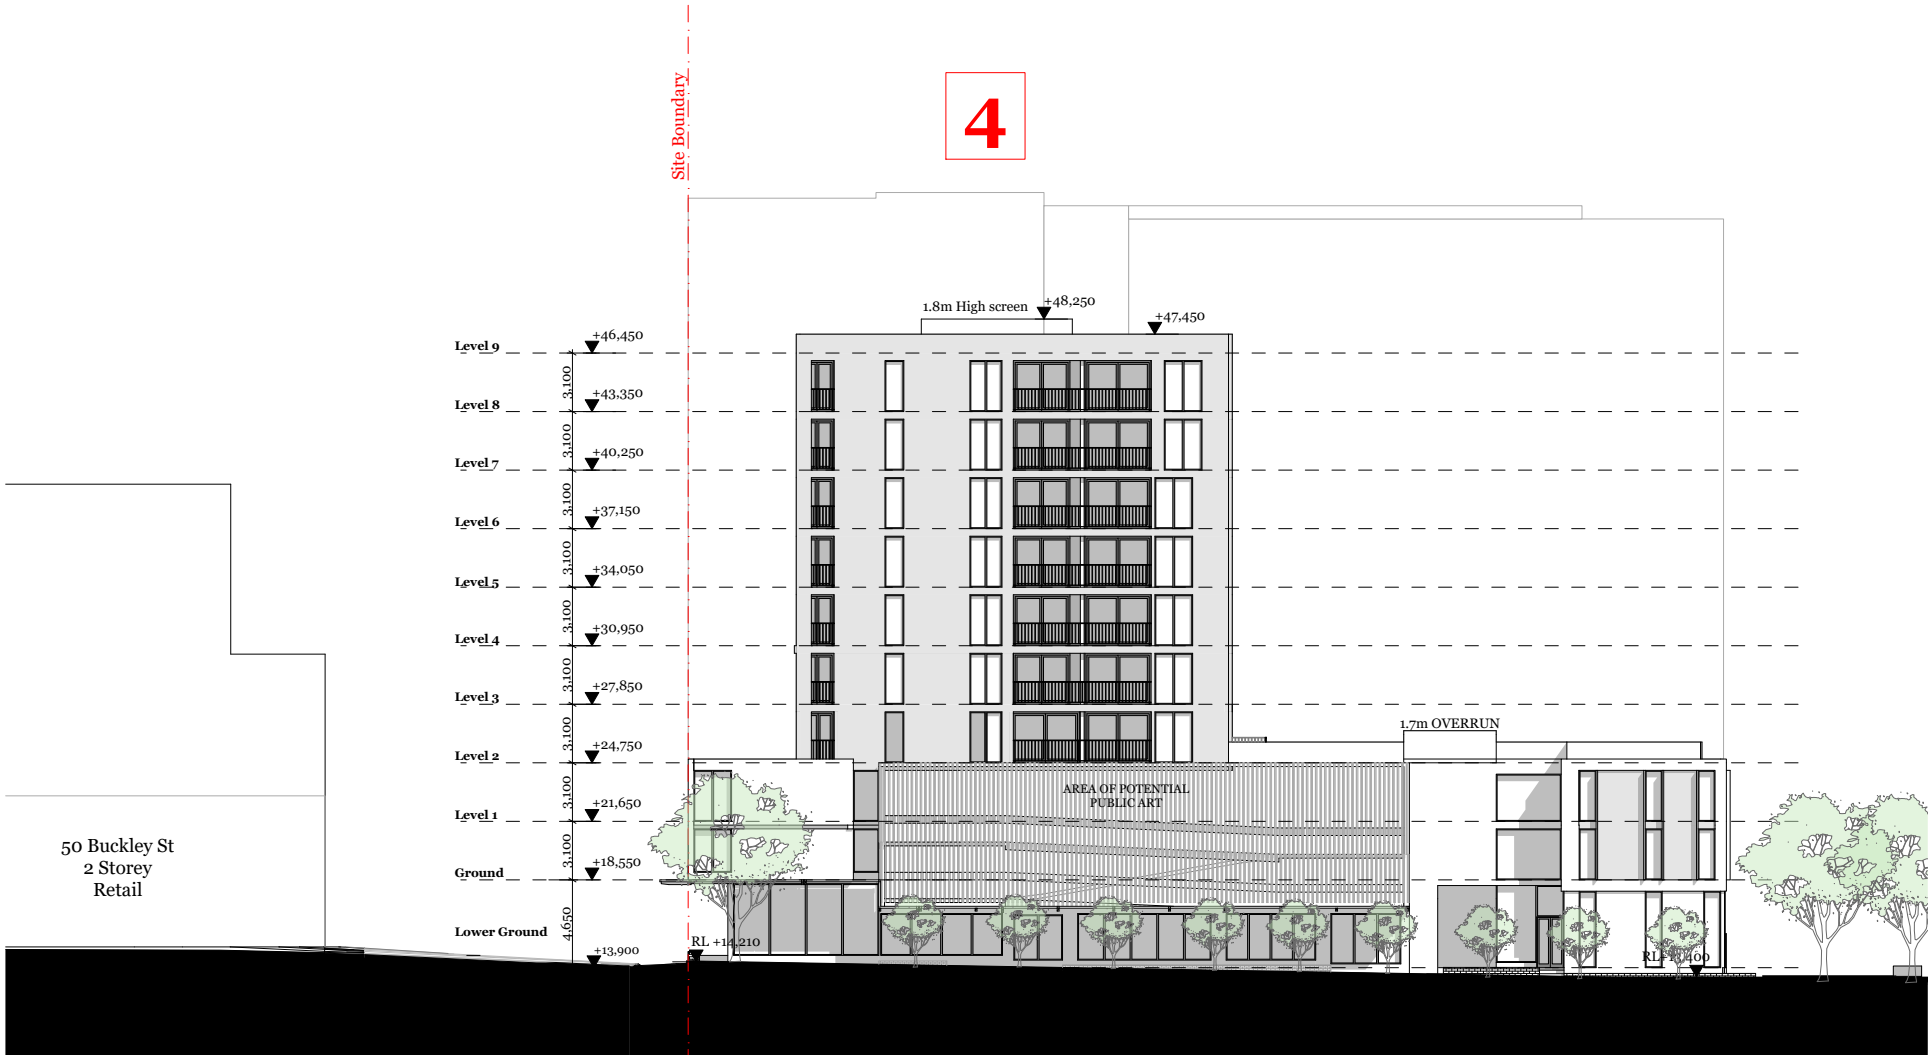 Site Boundary
4
1.8m High screen
+48,250
+47,450
Level 9
+46,450
3,100
Level 8
+43,350
3,100
Level 7
+40,250
3,100
Level 6
+37,150
3,100
Level 5
+34,050
3,100
Level 4
+30,950
3,100
Level 3
+27,850
3,100
1.7m OVERRUN
Level 2
+24,750
3,100
AREA OF POTENTIAL
PUBLIC ART
Level 1
+21,650
3,100
50 Buckley St
2 Storey
Retail
Ground
+18,550
4,650
Lower Ground
+13,900
RL +14,210